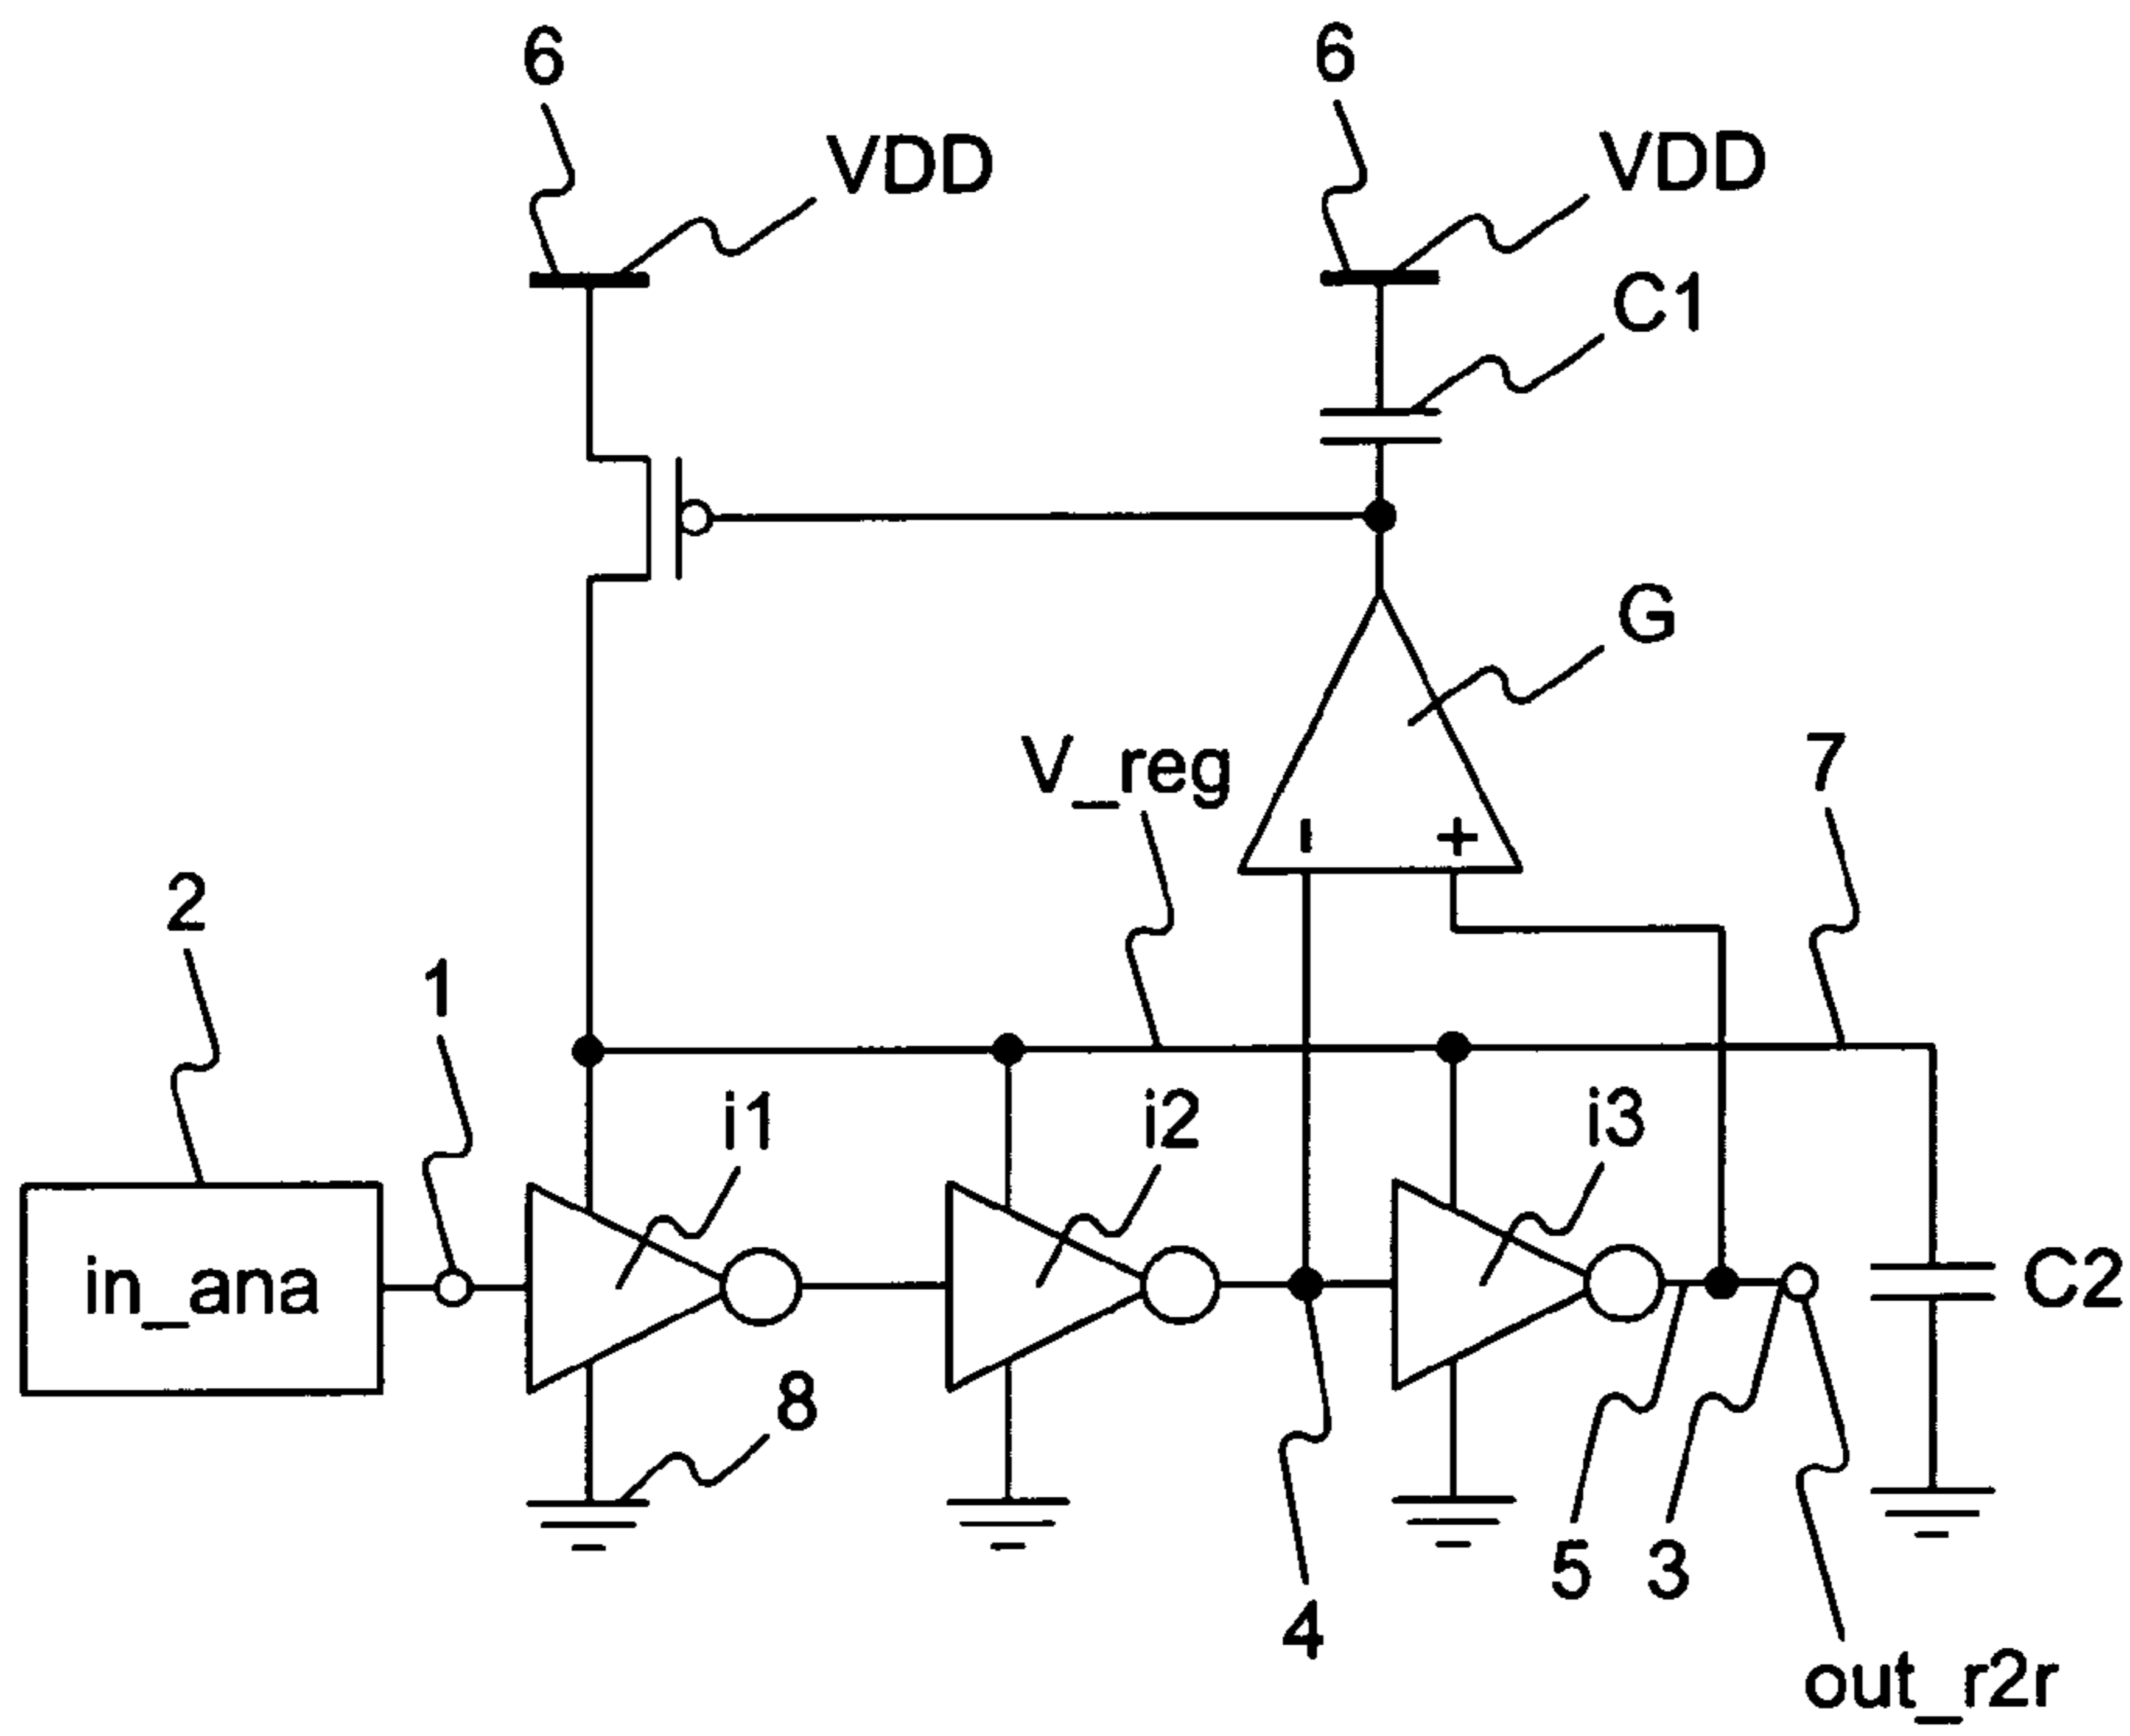 6
6
VDD
VDD
C1
G
V_reg
7
- +
2
1
i1
i2
i3
in_ana
C2
8
5
3
4
out_r2r